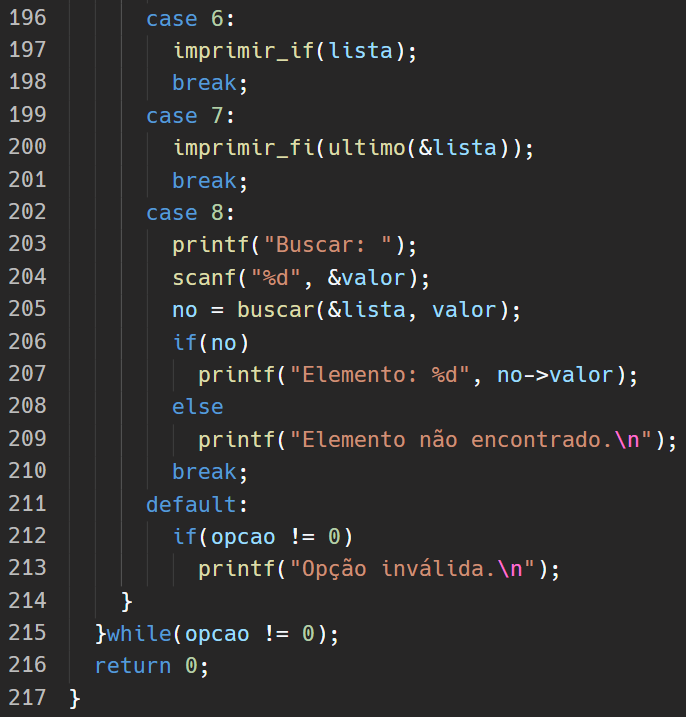 196 case 6:
197 imprimir_if(lista);
198 break;
199 case 7:
200 imprimir_fi(ultimo(&lista));
201 break;
202 case 8:
203 printf("Buscar: ");
204 scanf("%d", &valor);
205 no = buscar(&lista, valor);
206 if(no)
207 printf("Elemento: %d", no->valor);
208 else
209 printf("Elemento não encontrado.\n");
210 break;
211 default:
212 if(opcao != 0)
213 printf("Opção inválida.\n");
214 }
215 }while(opcao != 0);
216 return 0;
217 }